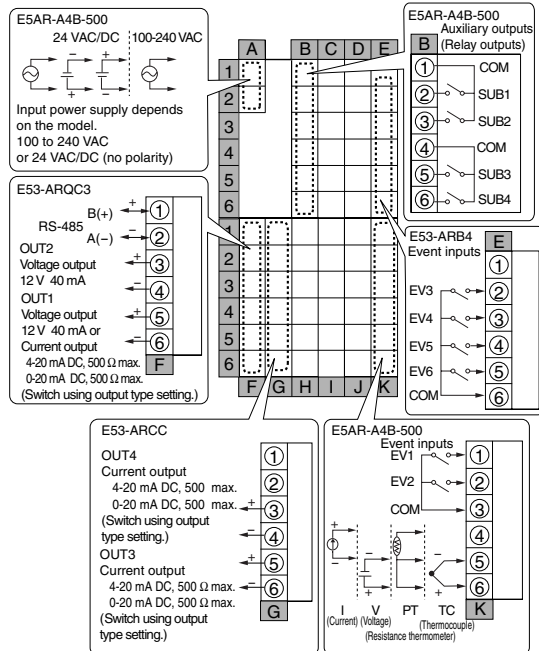 E5AR-A4B-500
24 VAC/DC
100-240 VAC
Input power supply depends
on the model.
100 to 240 VAC
or 24 VAC/DC (no polarity)
A B C D E
1
2
3
4
5
6
1
2
3
4
5
6
F G H I J K
E5AR-A4B-500
Auxiliary outputs
(Relay outputs)
B
1 COM
2 SUB1
3 SUB2
4 COM
5 SUB3
6 SUB4
E53-ARQC3
B(+) + 1
RS-485
A(−) − 2
OUT2
Voltage output
12 V 40 mA
+ 3
− 4
OUT1
Voltage output
12 V 40 mA or
Current output
4-20 mA DC, 500 Ω max.
0-20 mA DC, 500 Ω max.
(Switch using output type setting.)
+ 5
− 6
F
E53-ARB4
Event inputs
E
1
EV3 2
EV4 3
EV5 4
EV6 5
COM 6
E53-ARCC
OUT4
Current output
4-20 mA DC, 500 max.
0-20 mA DC, 500 max.
(Switch using output
type setting.)
OUT3
Current output
4-20 mA DC, 500 Ω max.
0-20 mA DC, 500 Ω max.
(Switch using output
type setting.)
1
2
+ 3
− 4
+ 5
− 6
G
E5AR-A4B-500
Event inputs
EV1 1
EV2 2
COM 3
4
5
6
K
+ − − + − +
I V PT TC
(Current) (Voltage) (Thermocouple)
(Resistance thermometer)